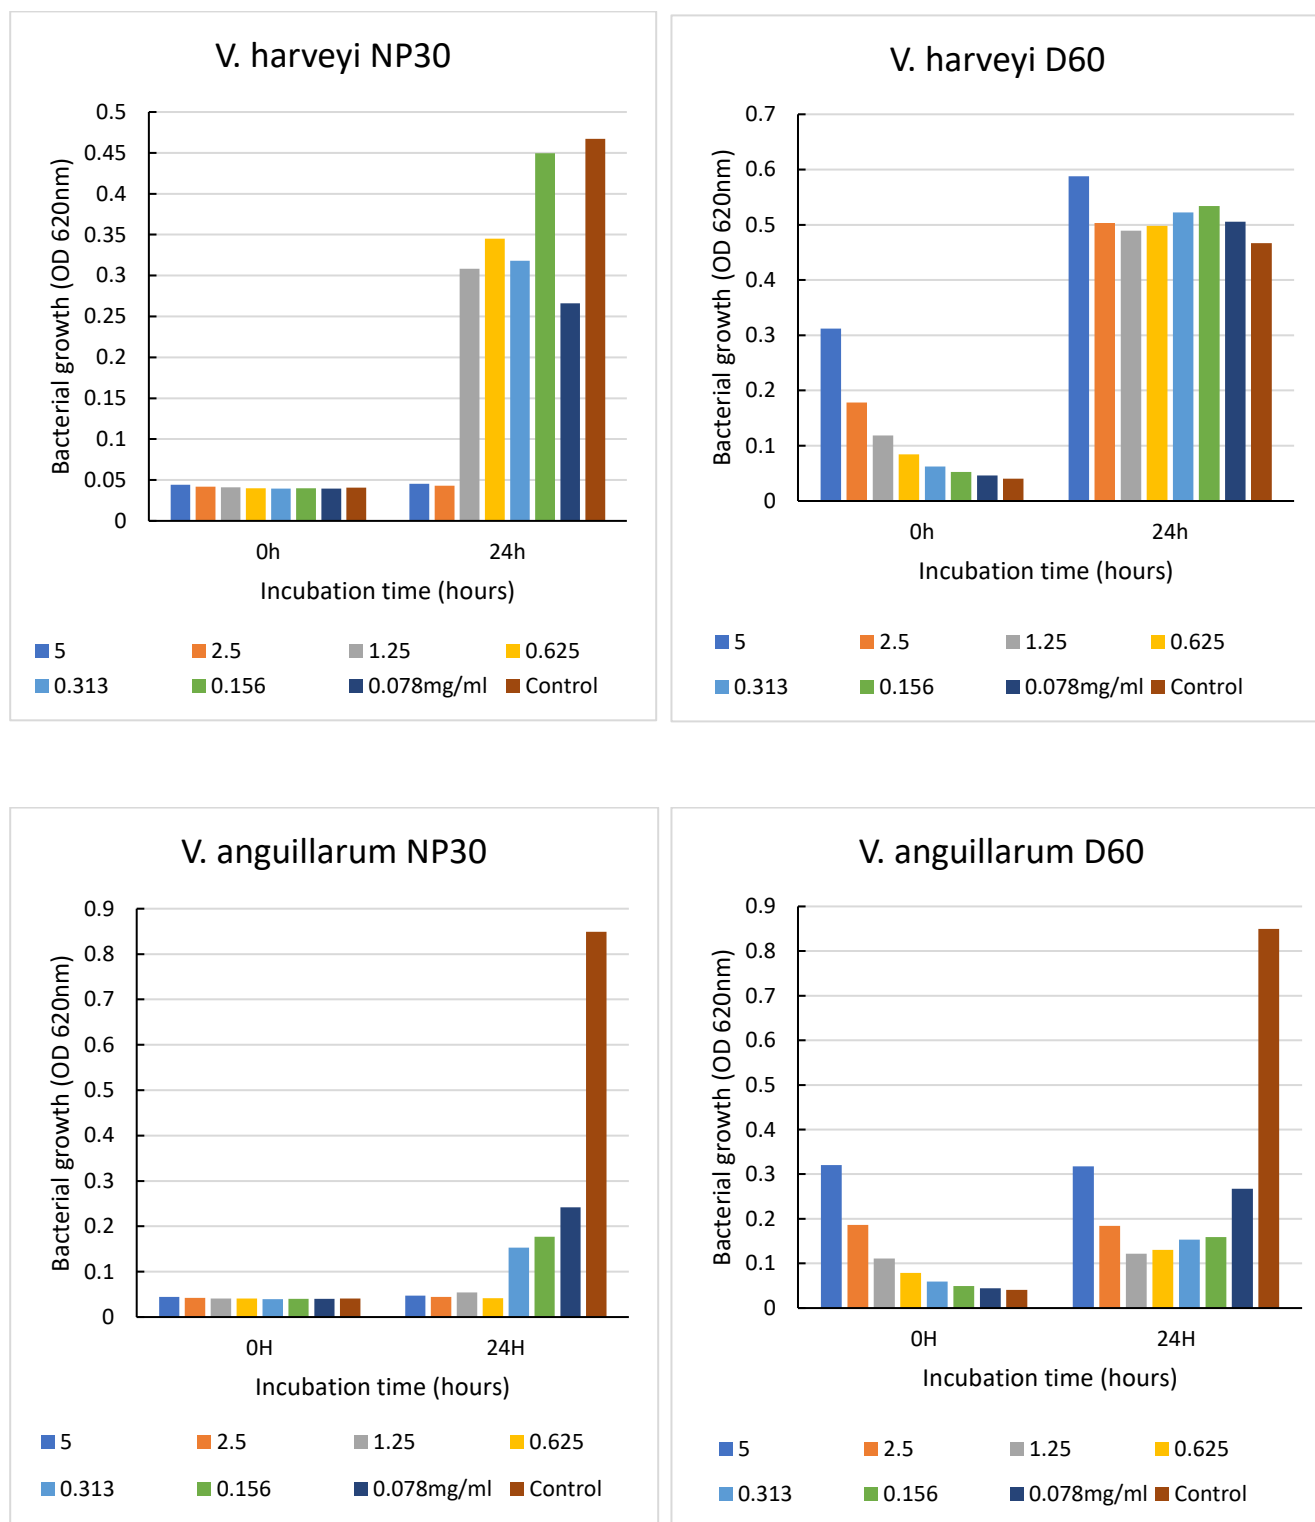 V. harveyi NP30
Bacterial growth (OD 620nm)
0.5
0.45
0.4
0.35
0.3
0.25
0.2
0.15
0.1
0.05
0
0h 24h
Incubation time (hours)
5 2.5 1.25 0.625
0.313 0.156 0.078mg/ml Control
V. harveyi D60
Bacterial growth (OD 620nm)
0.7
0.6
0.5
0.4
0.3
0.2
0.1
0
0h 24h
Incubation time (hours)
5 2.5 1.25 0.625
0.313 0.156 0.078mg/ml Control
V. anguillarum NP30
Bacterial growth (OD 620nm)
0.9
0.8
0.7
0.6
0.5
0.4
0.3
0.2
0.1
0
0H 24H
Incubation time (hours)
5 2.5 1.25 0.625
0.313 0.156 0.078mg/ml Control
V. anguillarum D60
Bacterial growth (OD 620nm)
0.9
0.8
0.7
0.6
0.5
0.4
0.3
0.2
0.1
0
0H 24H
Incubation time (hours)
5 2.5 1.25 0.625
0.313 0.156 0.078mg/ml Control